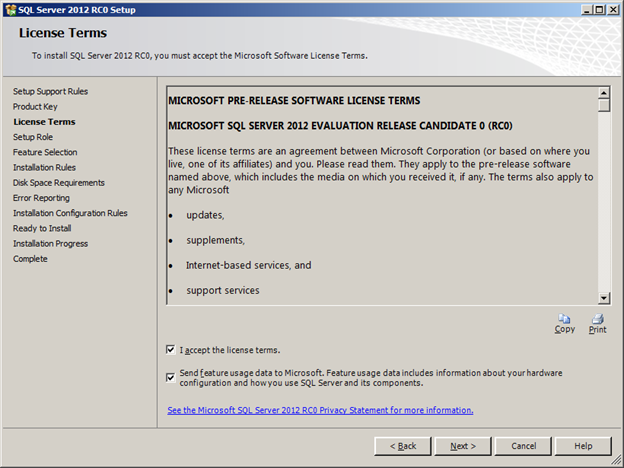 SQL Server 2012 RC0 Setup
License Terms
To install SQL Server 2012 RC0, you must accept the Microsoft Software License Terms.
Setup Support Rules
Product Key
License Terms
Setup Role
Feature Selection
Installation Rules
Disk Space Requirements
Error Reporting
Installation Configuration Rules
Ready to Install
Installation Progress
Complete
MICROSOFT PRE-RELEASE SOFTWARE LICENSE TERMS
MICROSOFT SQL SERVER 2012 EVALUATION RELEASE CANDIDATE 0 (RC0)
These license terms are an agreement between Microsoft Corporation (or based on where you
live, one of its affiliates) and you. Please read them. They apply to the pre-release software
named above, which includes the media on which you received it, if any. The terms also apply to
any Microsoft
• updates,
• supplements,
• Internet-based services, and
• support services
Copy Print
I accept the license terms.
Send feature usage data to Microsoft. Feature usage data includes information about your hardware
configuration and how you use SQL Server and its components.
See the Microsoft SQL Server 2012 RC0 Privacy Statement for more information.
< Back Next > Cancel Help